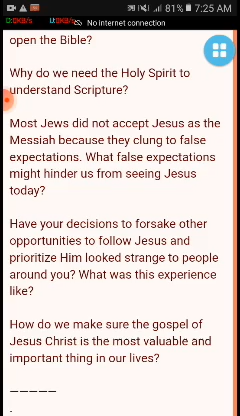 D:0KB/s U:0KB/s No internet connection 81% 7:25 AM
open the Bible?
Why do we need the Holy Spirit to
understand Scripture?
Most Jews did not accept Jesus as the
Messiah because they clung to false
expectations. What false expectations
might hinder us from seeing Jesus
today?
Have your decisions to forsake other
opportunities to follow Jesus and
prioritize Him looked strange to people
around you? What was this experience
like?
How do we make sure the gospel of
Jesus Christ is the most valuable and
important thing in our lives?
—————